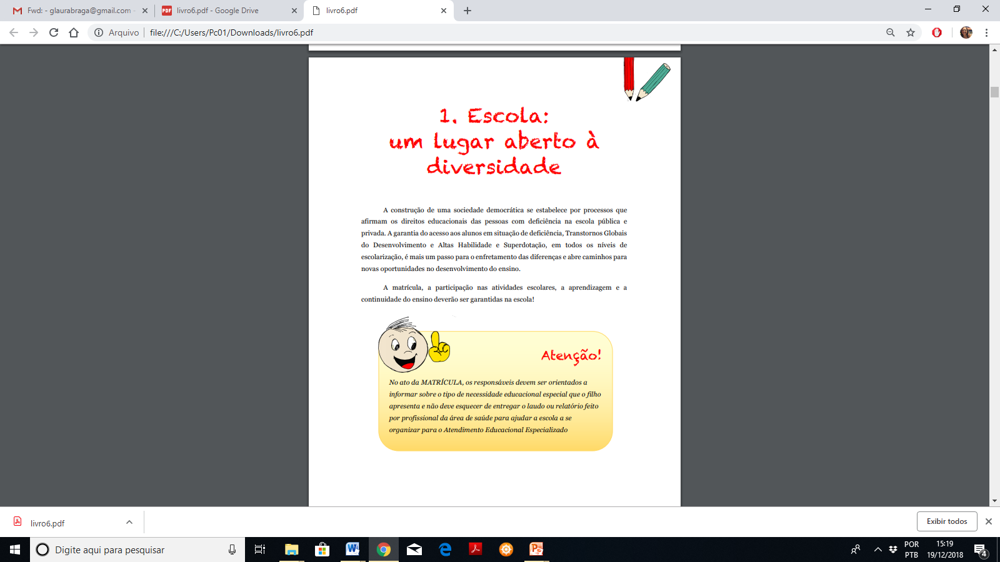 Fwd: - glaurabraga@gmail.com -
livro6.pdf - Google Drive
livro6.pdf
Arquivo
file:///C:/Users/Pc01/Downloads/livro6.pdf
1. Escola:
um lugar aberto à
diversidade
A construção de uma sociedade democrática se estabelece por processos que
afirmam os direitos educacionais das pessoas com deficiência na escola pública e
privada. A garantia do acesso aos alunos em situação de deficiência, Transtornos Globais
do Desenvolvimento e Altas Habilidade e Superdotação, em todos os níveis de
escolarização, é mais um passo para o enfretamento das diferenças e abre caminhos para
novas oportunidades no desenvolvimento do ensino.
A matrícula, a participação nas atividades escolares, a aprendizagem e a
continuidade do ensino deverão ser garantidas na escola!
Atenção!
No ato da MATRÍCULA, os responsáveis devem ser orientados a
informar sobre o tipo de necessidade educacional especial que o filho
apresenta e não deve esquecer de entregar o laudo ou relatório feito
por profissional da área de saúde para ajudar a escola a se
organizar para o Atendimento Educacional Especializado
livro6.pdf
Exibir todos
Digite aqui para pesquisar
POR
PTB
15:19
19/12/2018
4